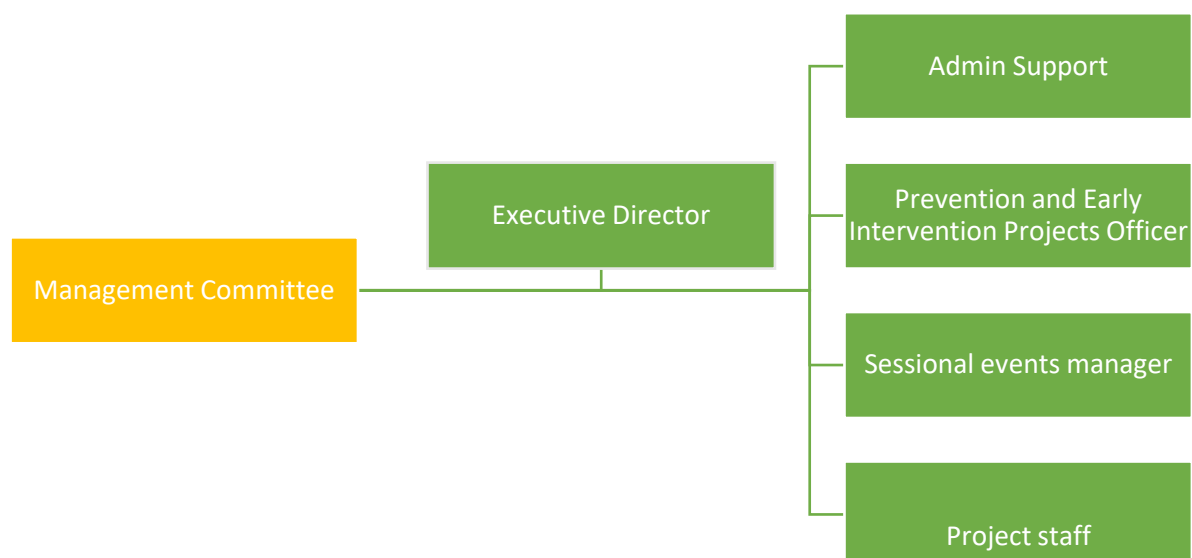 Management Committee
Executive Director
Admin Support
Prevention and Early
Intervention Projects Officer
Sessional events manager
Project staff